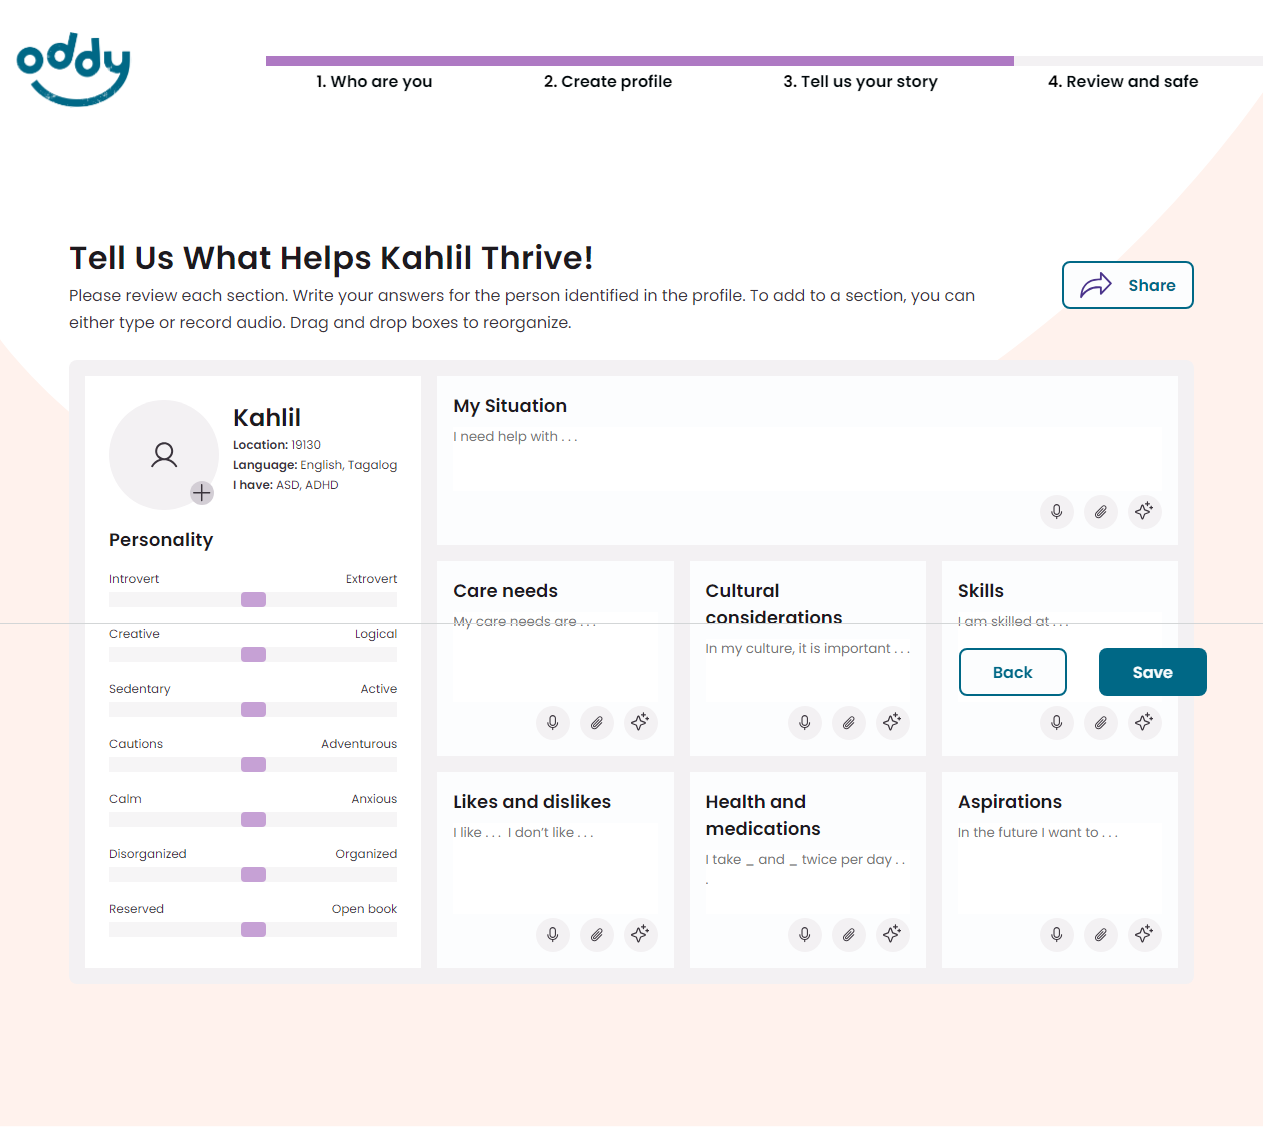 oddy
1. Who are you
2. Create profile
3. Tell us your story
4. Review and safe
Tell Us What Helps Kahlil Thrive!
Please review each section. Write your answers for the person identified in the profile. To add to a section, you can
either type or record audio. Drag and drop boxes to reorganize.
Share
Kahlil
Location: 19130
Language: English, Tagalog
I have: ASD, ADHD
Personality
Introvert Extrovert
Creative Logical
Sedentary Active
Cautions Adventurous
Calm Anxious
Disorganized Organized
Reserved Open book
My Situation
I need help with . . .
Care needs
My care needs are . . .
Cultural
considerations
In my culture, it is important . . .
Skills
I am skilled at . . .
Back
Save
Likes and dislikes
I like . . .  I don't like . . .
Health and
medications
I take _ and _ twice per day . .
.
Aspirations
In the future I want to . . .